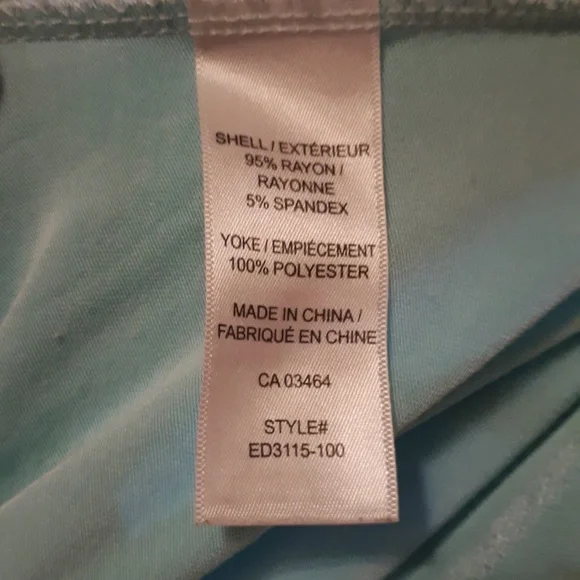 SHELL / EXTÉRIEUR
95% RAYON /
RAYONNE
5% SPANDEX
YOKE / EMPIÈCEMENT
100% POLYESTER
MADE IN CHINA /
FABRIQUÉ EN CHINE
CA 03464
STYLE#
ED3115-100